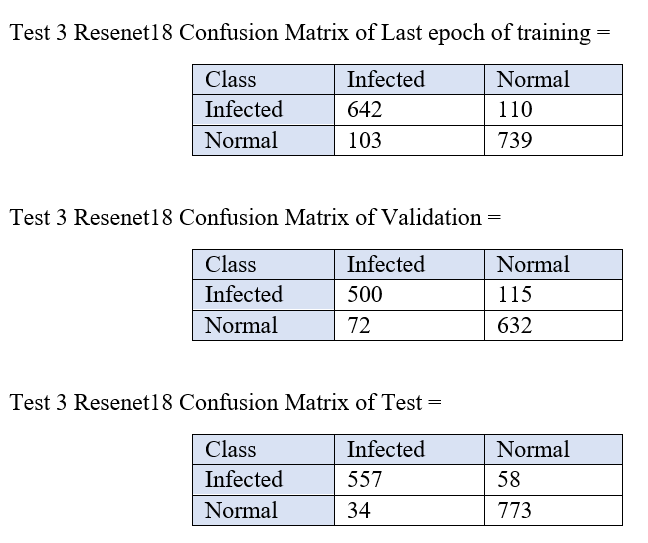 Test 3 Resenet18 Confusion Matrix of Last epoch of training =
Class Infected Normal
Infected 642 110
Normal 103 739
Test 3 Resenet18 Confusion Matrix of Validation =
Class Infected Normal
Infected 500 115
Normal 72 632
Test 3 Resenet18 Confusion Matrix of Test =
Class Infected Normal
Infected 557 58
Normal 34 773